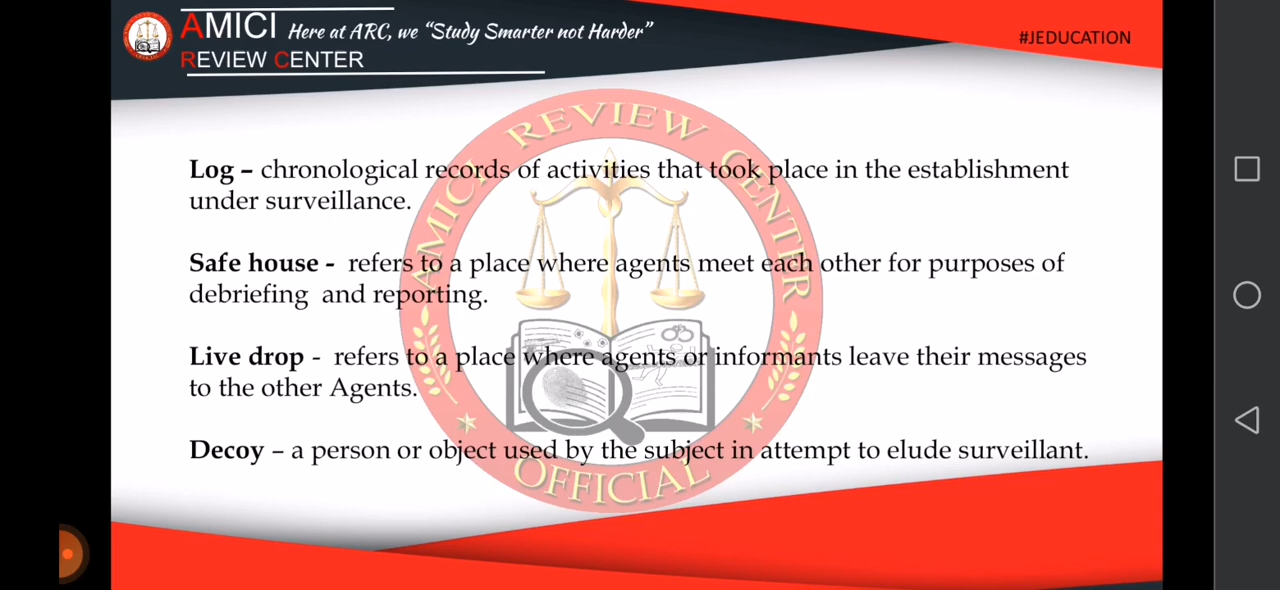 AMICI Here at ARC, we “Study Smarter not Harder”
REVIEW CENTER
#JEDUCATION
Log – chronological records of activities that took place in the establishment
under surveillance.
Safe house - refers to a place where agents meet each other for purposes of
debriefing and reporting.
Live drop - refers to a place where agents or informants leave their messages
to the other Agents.
Decoy – a person or object used by the subject in attempt to elude surveillant.
AMICI REVIEW CENTER
OFFICIAL